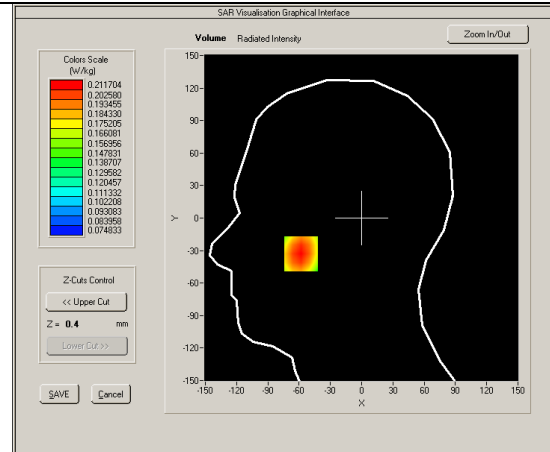 SAR Visualisation Graphical Interface
Volume Radiated Intensity
Zoom In/Out
Colors Scale
(W/kg)
0.211704
0.202580
0.193455
0.184330
0.175205
0.166081
0.156956
0.147831
0.138707
0.129582
0.120457
0.111332
0.102208
0.093083
0.083958
0.074833
Z-Cuts Control
<< Upper Cut
Z = 0.4 mm
Lower Cut >>
SAVE Cancel
150
120
90
60
30
0
-30
-60
-90
-120
-150
Y
-150 -120 -90 -60 -30 0 30 60 90 120 150
X